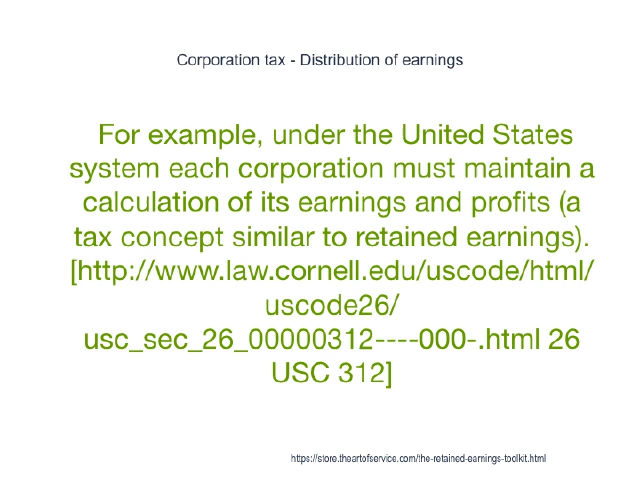 Corporation tax - Distribution of earnings
For example, under the United States
system each corporation must maintain a
calculation of its earnings and profits (a
tax concept similar to retained earnings).
[http://www.law.cornell.edu/uscode/html/
uscode26/
usc_sec_26_00000312----000-.html 26
USC 312]
https://store.theartofservice.com/the-retained-earnings-toolkit.html